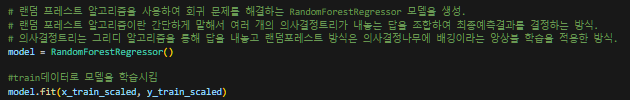 # 랜덤 프레스트 알고리즘을 사용하여 회귀 문제를 해결하는 RandomForestRegressor 모델을 생성.
# 랜덤 프레스트 알고리즘이란 간단하게 말해서 여러 개의 의사결정트리가 내놓는 답을 조합하여 최종예측결과를 결정하는 방식.
# 의사결정트리는 그리디 알고리즘을 통해 답을 내놓고 랜덤포레스트 방식은 의사결정나무에 배깅이라는 앙상블 학습을 적용한 방식.
model = RandomForestRegressor()
#train데이터로 모델을 학습시킴
model.fit(x_train_scaled, y_train_scaled)